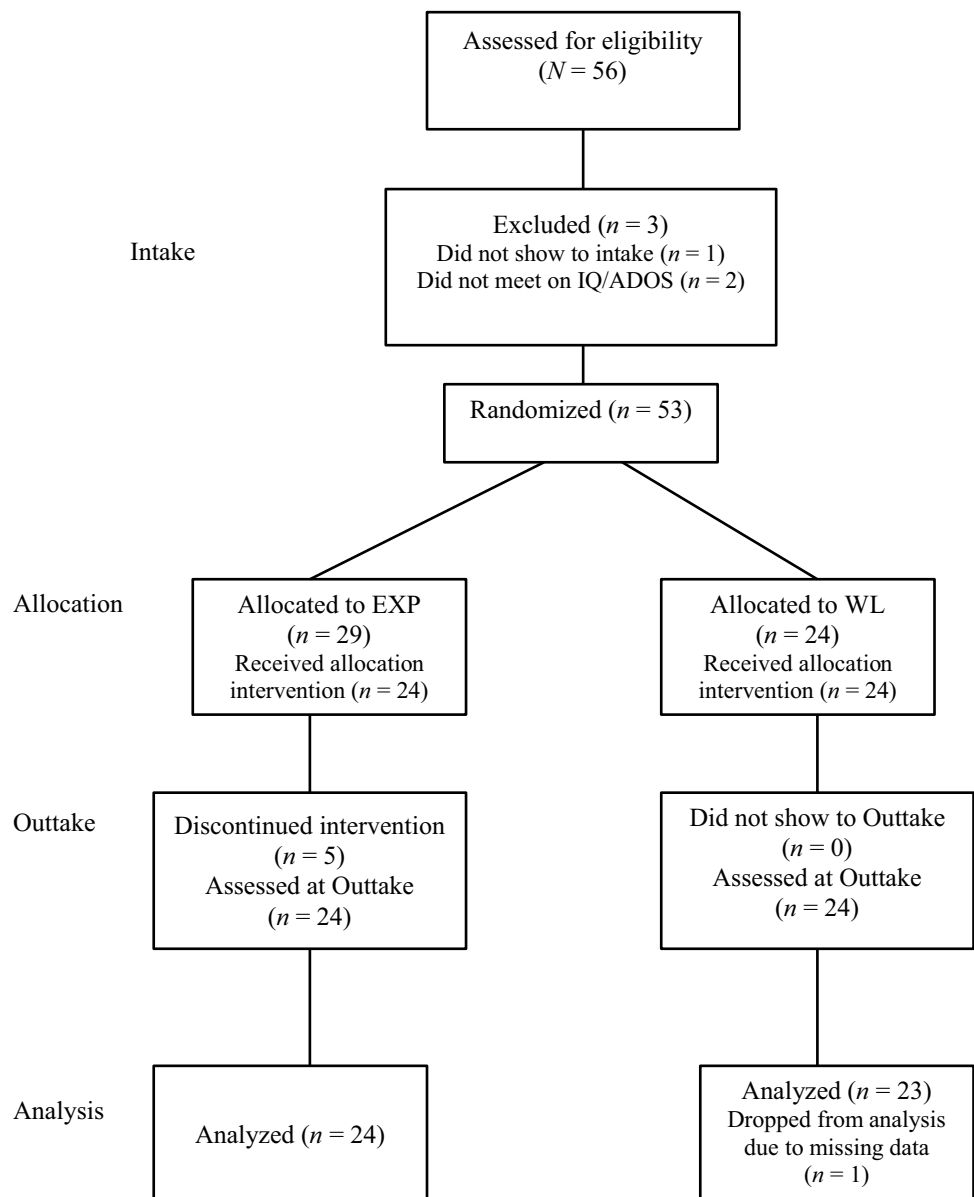 Assessed for eligibility
(N = 56)
Intake
Excluded (n = 3)
Did not show to intake (n = 1)
Did not meet on IQ/ADOS (n = 2)
Randomized (n = 53)
Allocation
Allocated to EXP
(n = 29)
Received allocation
intervention (n = 24)
Allocated to WL
(n = 24)
Received allocation
intervention (n = 24)
Outtake
Discontinued intervention
(n = 5)
Assessed at Outtake
(n = 24)
Did not show to Outtake
(n = 0)
Assessed at Outtake
(n = 24)
Analysis
Analyzed (n = 24)
Analyzed (n = 23)
Dropped from analysis
due to missing data
(n = 1)